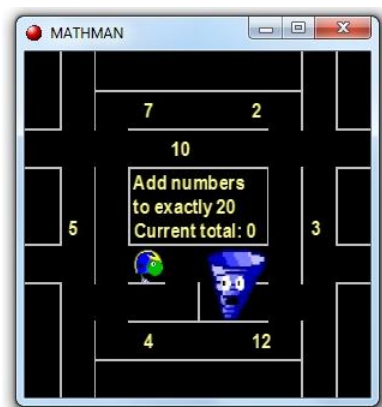 MATHMAN
7 2
10
Add numbers
to exactly 20
Current total: 0
5 3
4 12